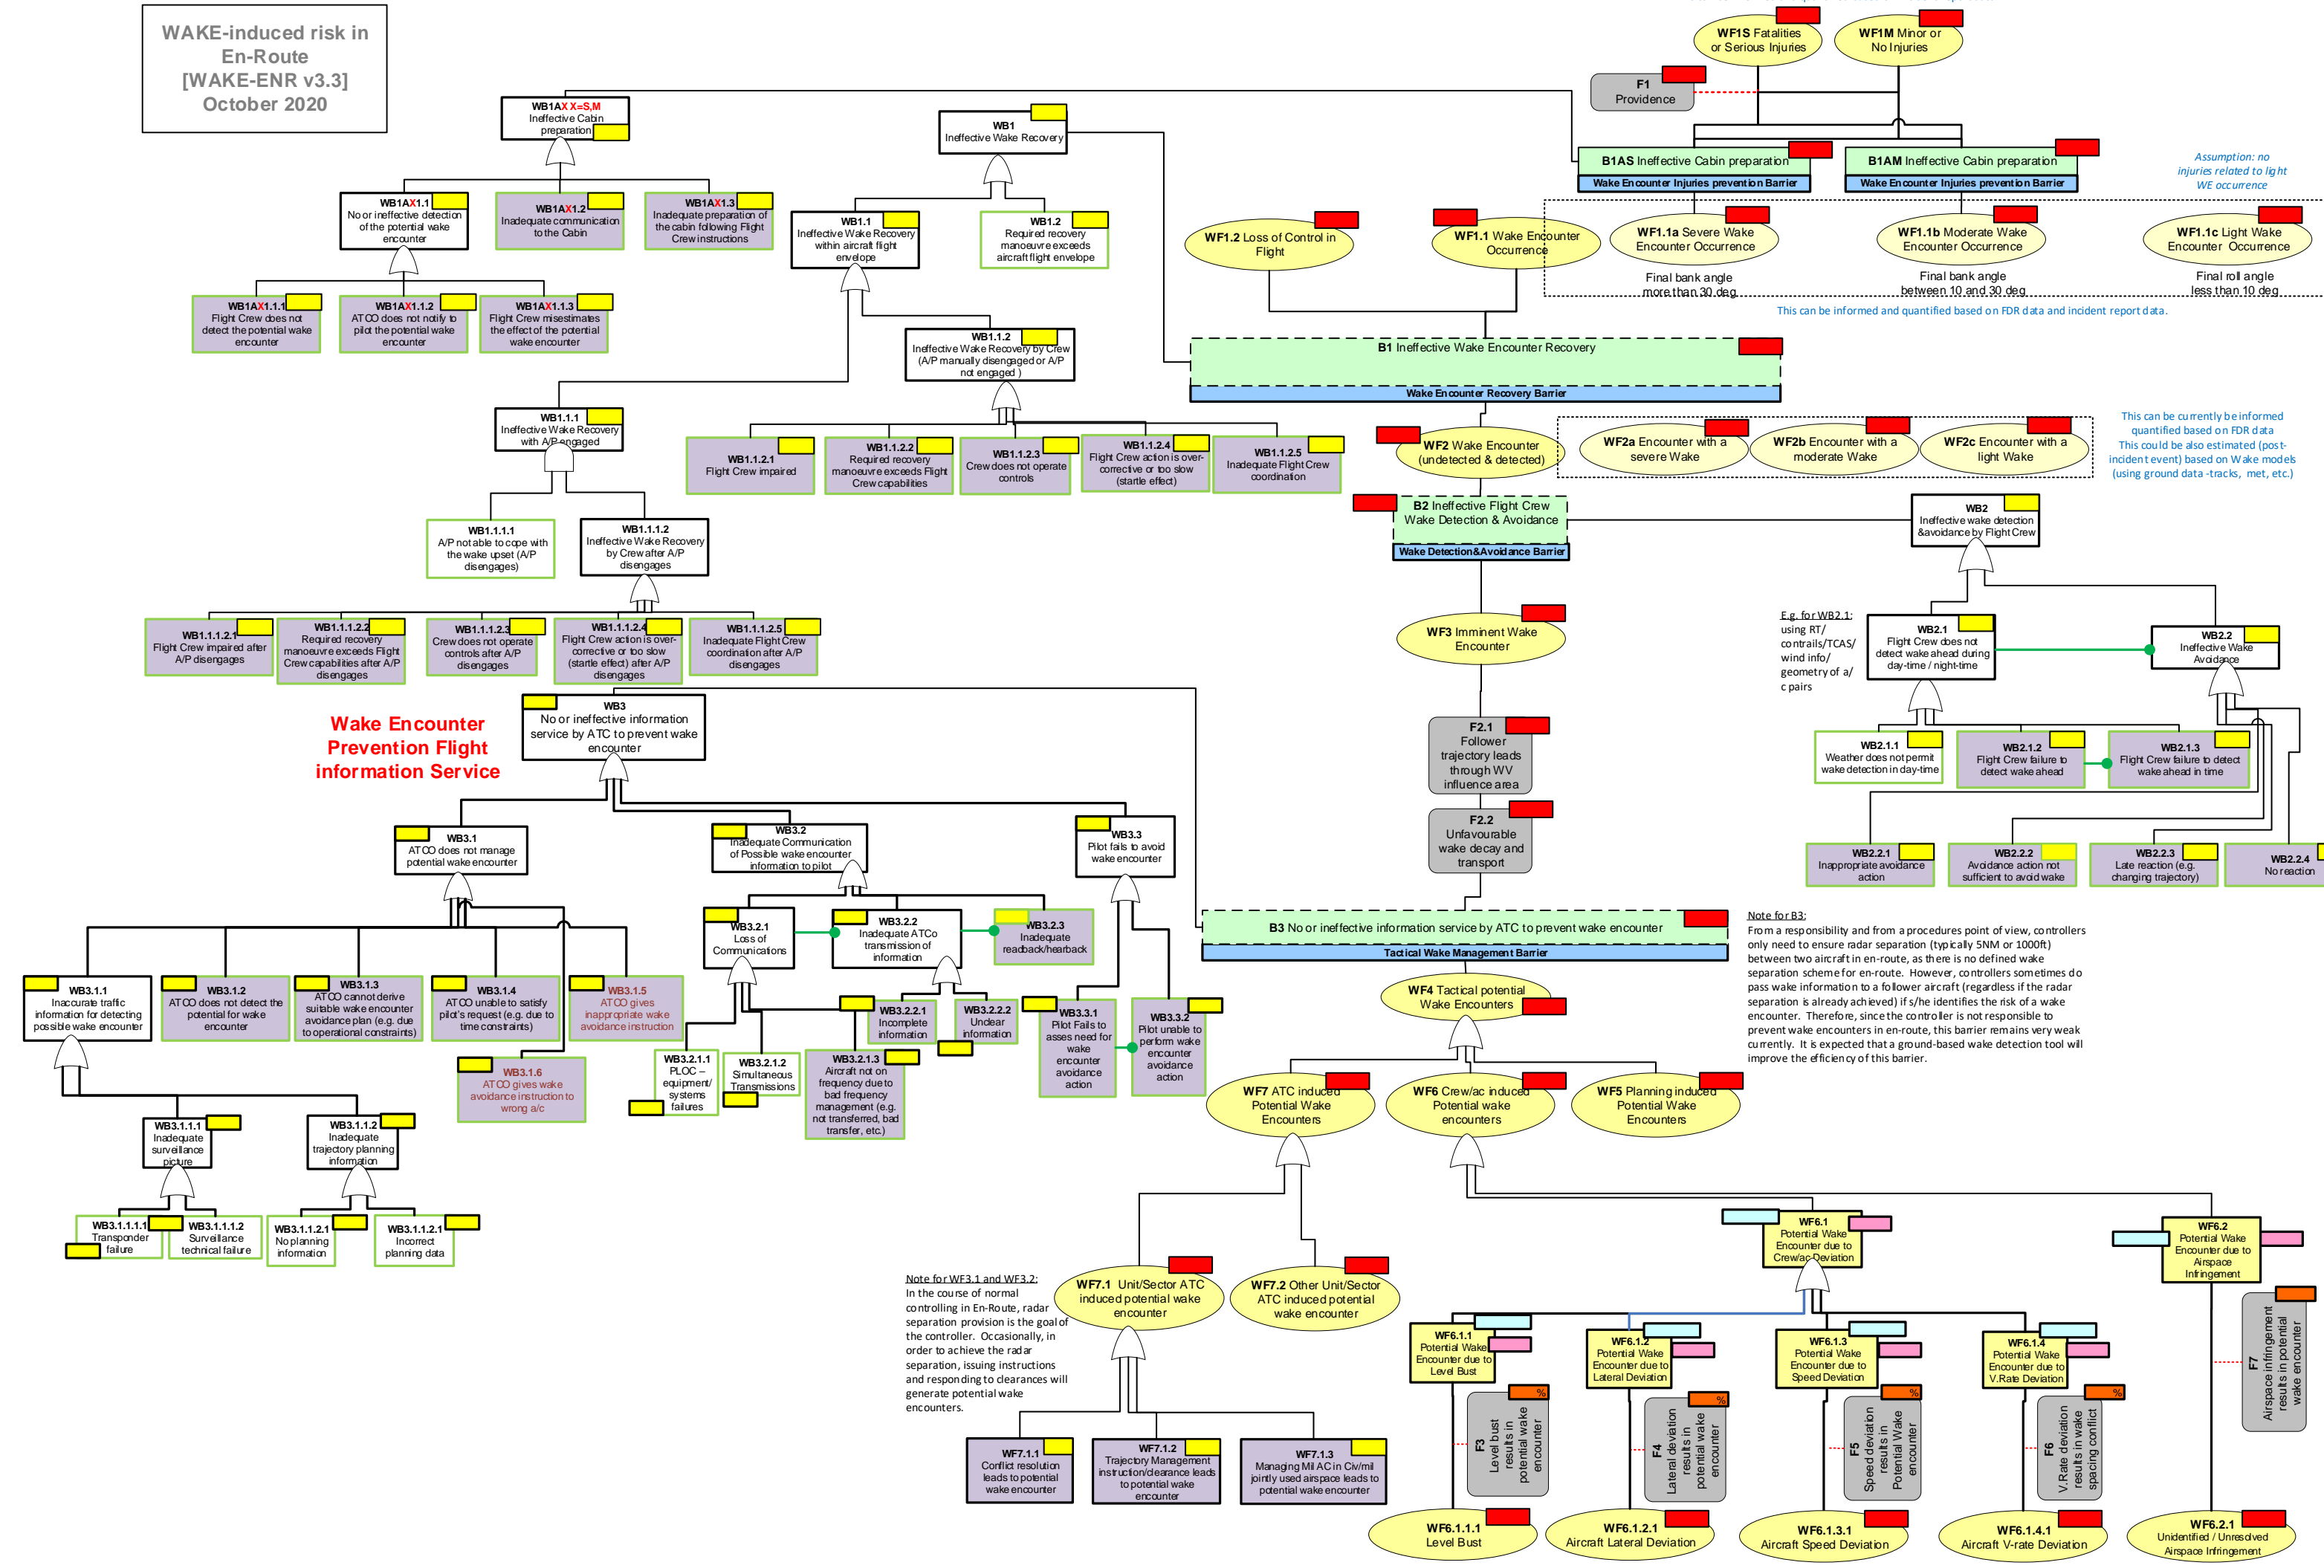 WAKE-induced risk in
En-Route
[WAKE-ENR v3.3]
October 2020
WF1S Fatalities
or Serious Injuries
WF1M Minor or
No Injuries
F1
Providence
WB1AX X=S,M
Ineffective Cabin
preparation
WB1
Ineffective Wake Recovery
B1AS Ineffective Cabin preparation
Wake Encounter Injuries prevention Barrier
B1AM Ineffective Cabin preparation
Wake Encounter Injuries prevention Barrier
Assumption: no
injuries related to light
WE occurrence
WB1AX1.1
No or ineffective detection
of the potential wake
encounter
WB1AX1.2
Inadequate communication
to the Cabin
WB1AX1.3
Inadequate preparation of
the cabin following Flight
Crew instructions
WB1.1
Ineffective Wake Recovery
within aircraft flight
envelope
WB1.2
Required recovery
manoeuvre exceeds
aircraft flight envelope
WF1.2 Loss of Control in
Flight
WF1.1 Wake Encounter
Occurrence
WF1.1a Severe Wake
Encounter Occurrence
Final bank angle
more than 30 deg
WF1.1b Moderate Wake
Encounter Occurrence
Final bank angle
between 10 and 30 deg
WF1.1c Light Wake
Encounter Occurrence
Final roll angle
less than 10 deg
This can be informed and quantified based on FDR data and incident report data.
WB1AX1.1.1
Flight Crew does not
detect the potential wake
encounter
WB1AX1.1.2
ATCO does not notify to
pilot the potential wake
encounter
WB1AX1.1.3
Flight Crew misestimates
the effect of the potential
wake encounter
WB1.1.2
Ineffective Wake Recovery by Crew
(A/P manually disengaged or A/P
not engaged )
B1 Ineffective Wake Encounter Recovery
Wake Encounter Recovery Barrier
WB1.1.1
Ineffective Wake Recovery
with A/P engaged
WB1.1.2.1
Flight Crew impaired
WB1.1.2.2
Required recovery
manoeuvre exceeds Flight
Crew capabilities
WB1.1.2.3
Crew does not operate
controls
WB1.1.2.4
Flight Crew action is over-
corrective or too slow
(startle effect)
WB1.1.2.5
Inadequate Flight Crew
coordination
WF2 Wake Encounter
(undetected & detected)
WF2a Encounter with a
severe Wake
WF2b Encounter with a
moderate Wake
WF2c Encounter with a
light Wake
This can be currently be informed
quantified based on FDR data
This could be also estimated (post-
incident event) based on Wake models
(using ground data -tracks, met, etc.)
B2 Ineffective Flight Crew
Wake Detection & Avoidance
Wake Detection&Avoidance Barrier
WB2
Ineffective wake detection
&avoidance by Flight Crew
WB1.1.1.1
A/P not able to cope with
the wake upset (A/P
disengages)
WB1.1.1.2
Ineffective Wake Recovery
by Crew after A/P
disengages
WB1.1.1.2.1
Flight Crew impaired after
A/P disengages
WB1.1.1.2.2
Required recovery
manoeuvre exceeds Flight
Crew capabilities after A/P
disengages
WB1.1.1.2.3
Crew does not operate
controls after A/P
disengages
WB1.1.1.2.4
Flight Crew action is over-
corrective or too slow
(startle effect) after A/P
disengages
WB1.1.1.2.5
Inadequate Flight Crew
coordination after A/P
disengages
WF3 Imminent Wake
Encounter
E.g. for WB2.1:
using RT/
contrails/TCAS/
wind info/
geometry of a/
c pairs
WB2.1
Flight Crew does not
detect wake ahead during
day-time / night-time
WB2.2
Ineffective Wake
Avoidance
Wake Encounter
Prevention Flight
information Service
WB3
No or ineffective information
service by ATC to prevent wake
encounter
F2.1
Follower
trajectory leads
through WV
influence area
F2.2
Unfavourable
wake decay and
transport
WB2.1.1
Weather does not permit
wake detection in day-time
WB2.1.2
Flight Crew failure to
detect wake ahead
WB2.1.3
Flight Crew failure to detect
wake ahead in time
WB2.2.1
Inappropriate avoidance
action
WB2.2.2
Avoidance action not
sufficient to avoid wake
WB2.2.3
Late reaction (e.g.
changing trajectory)
WB2.2.4
No reaction
WB3.1
ATCO does not manage
potential wake encounter
WB3.2
Inadequate Communication
of Possible wake encounter
information to pilot
WB3.3
Pilot fails to avoid
wake encounter
WB3.2.1
Loss of
Communications
WB3.2.2
Inadequate ATCo
transmission of
information
WB3.2.3
Inadequate
readback/hearback
B3 No or ineffective information service by ATC to prevent wake encounter
Tactical Wake Management Barrier
Note for B3:
From a responsibility and from a procedures point of view, controllers
only need to ensure radar separation (typically 5NM or 1000ft)
between two aircraft in en-route, as there is no defined wake
separation scheme for en-route. However, controllers sometimes do
pass wake information to a follower aircraft (regardless if the radar
separation is already achieved) if s/he identifies the risk of a wake
encounter. Therefore, since the controller is not responsible to
prevent wake encounters in en-route, this barrier remains very weak
currently. It is expected that a ground-based wake detection tool will
improve the efficiency of this barrier.
WB3.1.1
Inaccurate traffic
information for detecting
possible wake encounter
WB3.1.2
ATCO does not detect the
potential for wake
encounter
WB3.1.3
ATCO cannot derive
suitable wake encounter
avoidance plan (e.g. due
to operational constraints)
WB3.1.4
ATCO unable to satisfy
pilot's request (e.g. due to
time constraints)
WB3.1.5
ATCO gives
inappropriate wake
avoidance instruction
WB3.1.6
ATCO gives wake
avoidance instruction to
wrong a/c
WB3.2.2.1
Incomplete
information
WB3.2.2.2
Unclear
information
WB3.3.1
Pilot Fails to
asses need for
wake
encounter
avoidance
action
WB3.3.2
Pilot unable to
perform wake
encounter
avoidance
action
WB3.2.1.1
PLOC –
equipment/
systems
failures
WB3.2.1.2
Simultaneous
Transmissions
WB3.2.1.3
Aircraft not on
frequency due to
bad frequency
management (e.g.
not transferred, bad
transfer, etc.)
WF4 Tactical potential
Wake Encounters
WF7 ATC induced
Potential Wake
Encounters
WF6 Crew/ac induced
Potential wake
encounters
WF5 Planning induced
Potential Wake
Encounters
WB3.1.1.1
Inadequate
surveillance
picture
WB3.1.1.2
Inadequate
trajectory planning
information
WB3.1.1.1.1
Transponder
failure
WB3.1.1.1.2
Surveillance
technical failure
WB3.1.1.2.1
No planning
information
WB3.1.1.2.1
Incorrect
planning data
Note for WF3.1 and WF3.2:
In the course of normal
controlling in En-Route, radar
separation provision is the goal of
the controller. Occasionally, in
order to achieve the radar
separation, issuing instructions
and responding to clearances will
generate potential wake
encounters.
WF7.1 Unit/Sector ATC
induced potential wake
encounter
WF7.2 Other Unit/Sector
ATC induced potential
wake encounter
WF6.1
Potential Wake
Encounter due to
Crew/ac Deviation
WF6.2
Potential Wake
Encounter due to
Airspace
Infringement
WF6.1.1
Potential Wake
Encounter due to
Level Bust
WF6.1.2
Potential Wake
Encounter due to
Lateral Deviation
WF6.1.3
Potential Wake
Encounter due to
Speed Deviation
WF6.1.4
Potential Wake
Encounter due to
V.Rate Deviation
F7
Airspace infringement
results in potential
wake encounter
%
F3
Level bust
results in
potential wake
encounter
%
F4
Lateral deviation
results in
potential wake
encounter
%
F5
Speed deviation
results in
Potential Wake
encounter
%
F6
V.Rate deviation
results in wake
spacing conflict
WF7.1.1
Conflict resolution
leads to potential
wake encounter
WF7.1.2
Trajectory Management
instruction/clearance leads
to potential wake
encounter
WF7.1.3
Managing Mil AC in Civ/mil
jointly used airspace leads to
potential wake encounter
WF6.1.1.1
Level Bust
WF6.1.2.1
Aircraft Lateral Deviation
WF6.1.3.1
Aircraft Speed Deviation
WF6.1.4.1
Aircraft V-rate Deviation
WF6.2.1
Unidentified / Unresolved
Airspace Infringement